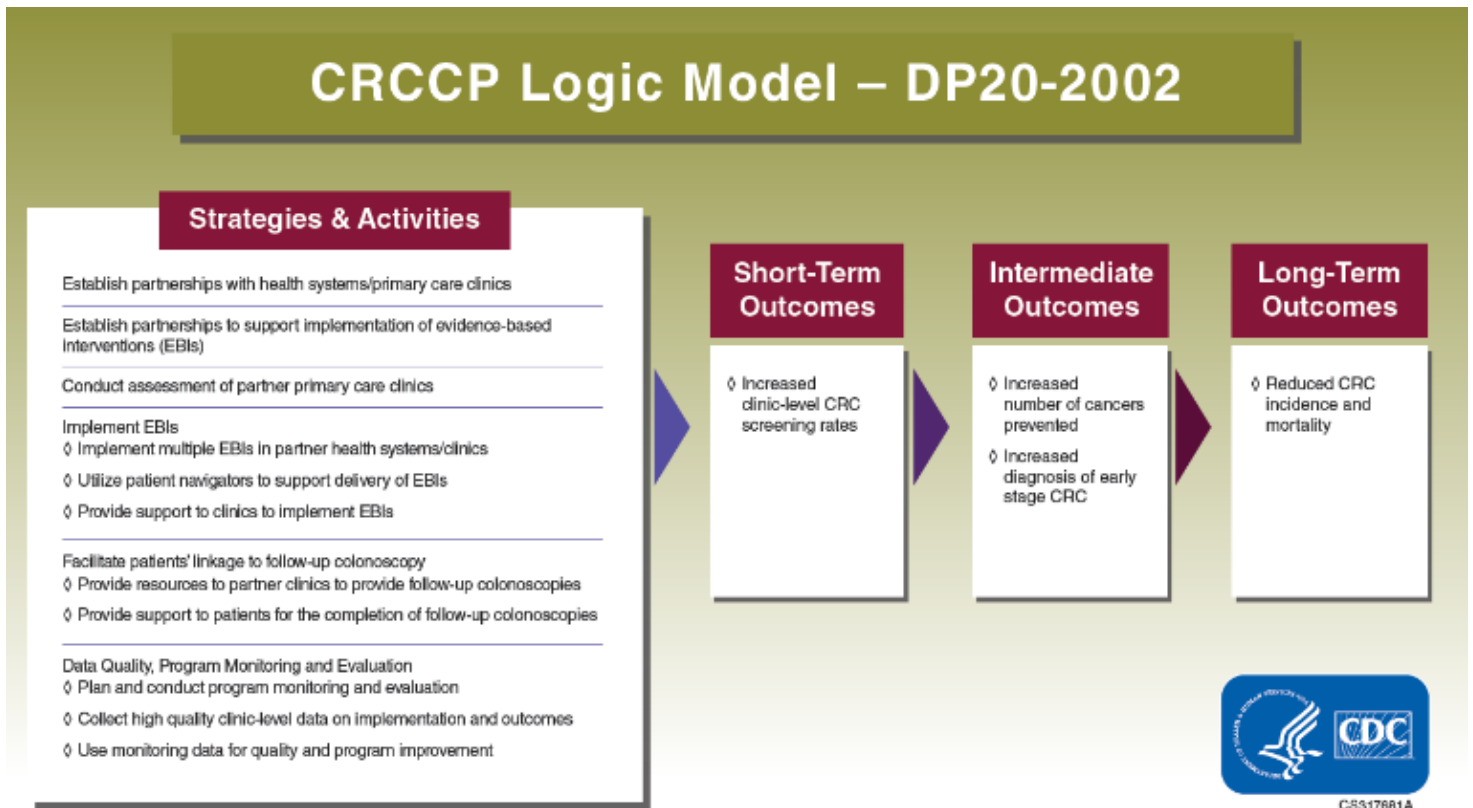 CRCCP Logic Model – DP20-2002
Strategies & Activities
Establish partnerships with health systems/primary care clinics
Establish partnerships to support implementation of evidence-based
interventions (EBIs)
Conduct assessment of partner primary care clinics
Implement EBIs
◊ Implement multiple EBIs in partner health systems/clinics
◊ Utilize patient navigators to support delivery of EBIs
◊ Provide support to clinics to implement EBIs
Facilitate patients' linkage to follow-up colonoscopy
◊ Provide resources to partner clinics to provide follow-up colonoscopies
◊ Provide support to patients for the completion of follow-up colonoscopies
Data Quality, Program Monitoring and Evaluation
◊ Plan and conduct program monitoring and evaluation
◊ Collect high quality clinic-level data on implementation and outcomes
◊ Use monitoring data for quality and program improvement
Short-Term
Outcomes
◊ Increased
clinic-level CRC
screening rates
Intermediate
Outcomes
◊ Increased
number of cancers
prevented
◊ Increased
diagnosis of early
stage CRC
Long-Term
Outcomes
◊ Reduced CRC
incidence and
mortality
CDC